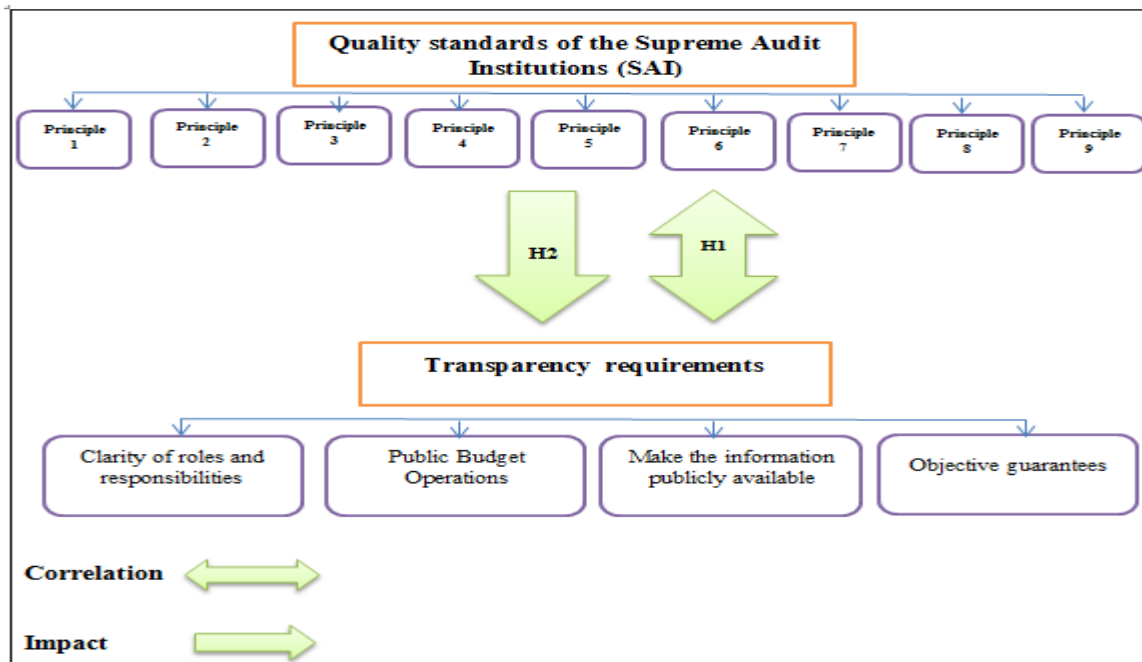 Quality standards of the Supreme Audit
Institutions (SAI)
Principle
1
Principle
2
Principle
3
Principle
4
Principle
5
Principle
6
Principle
7
Principle
8
Principle
9
H2
H1
Transparency requirements
Clarity of roles and
responsibilities
Public Budget
Operations
Make the information
publicly available
Objective guarantees
Correlation
Impact